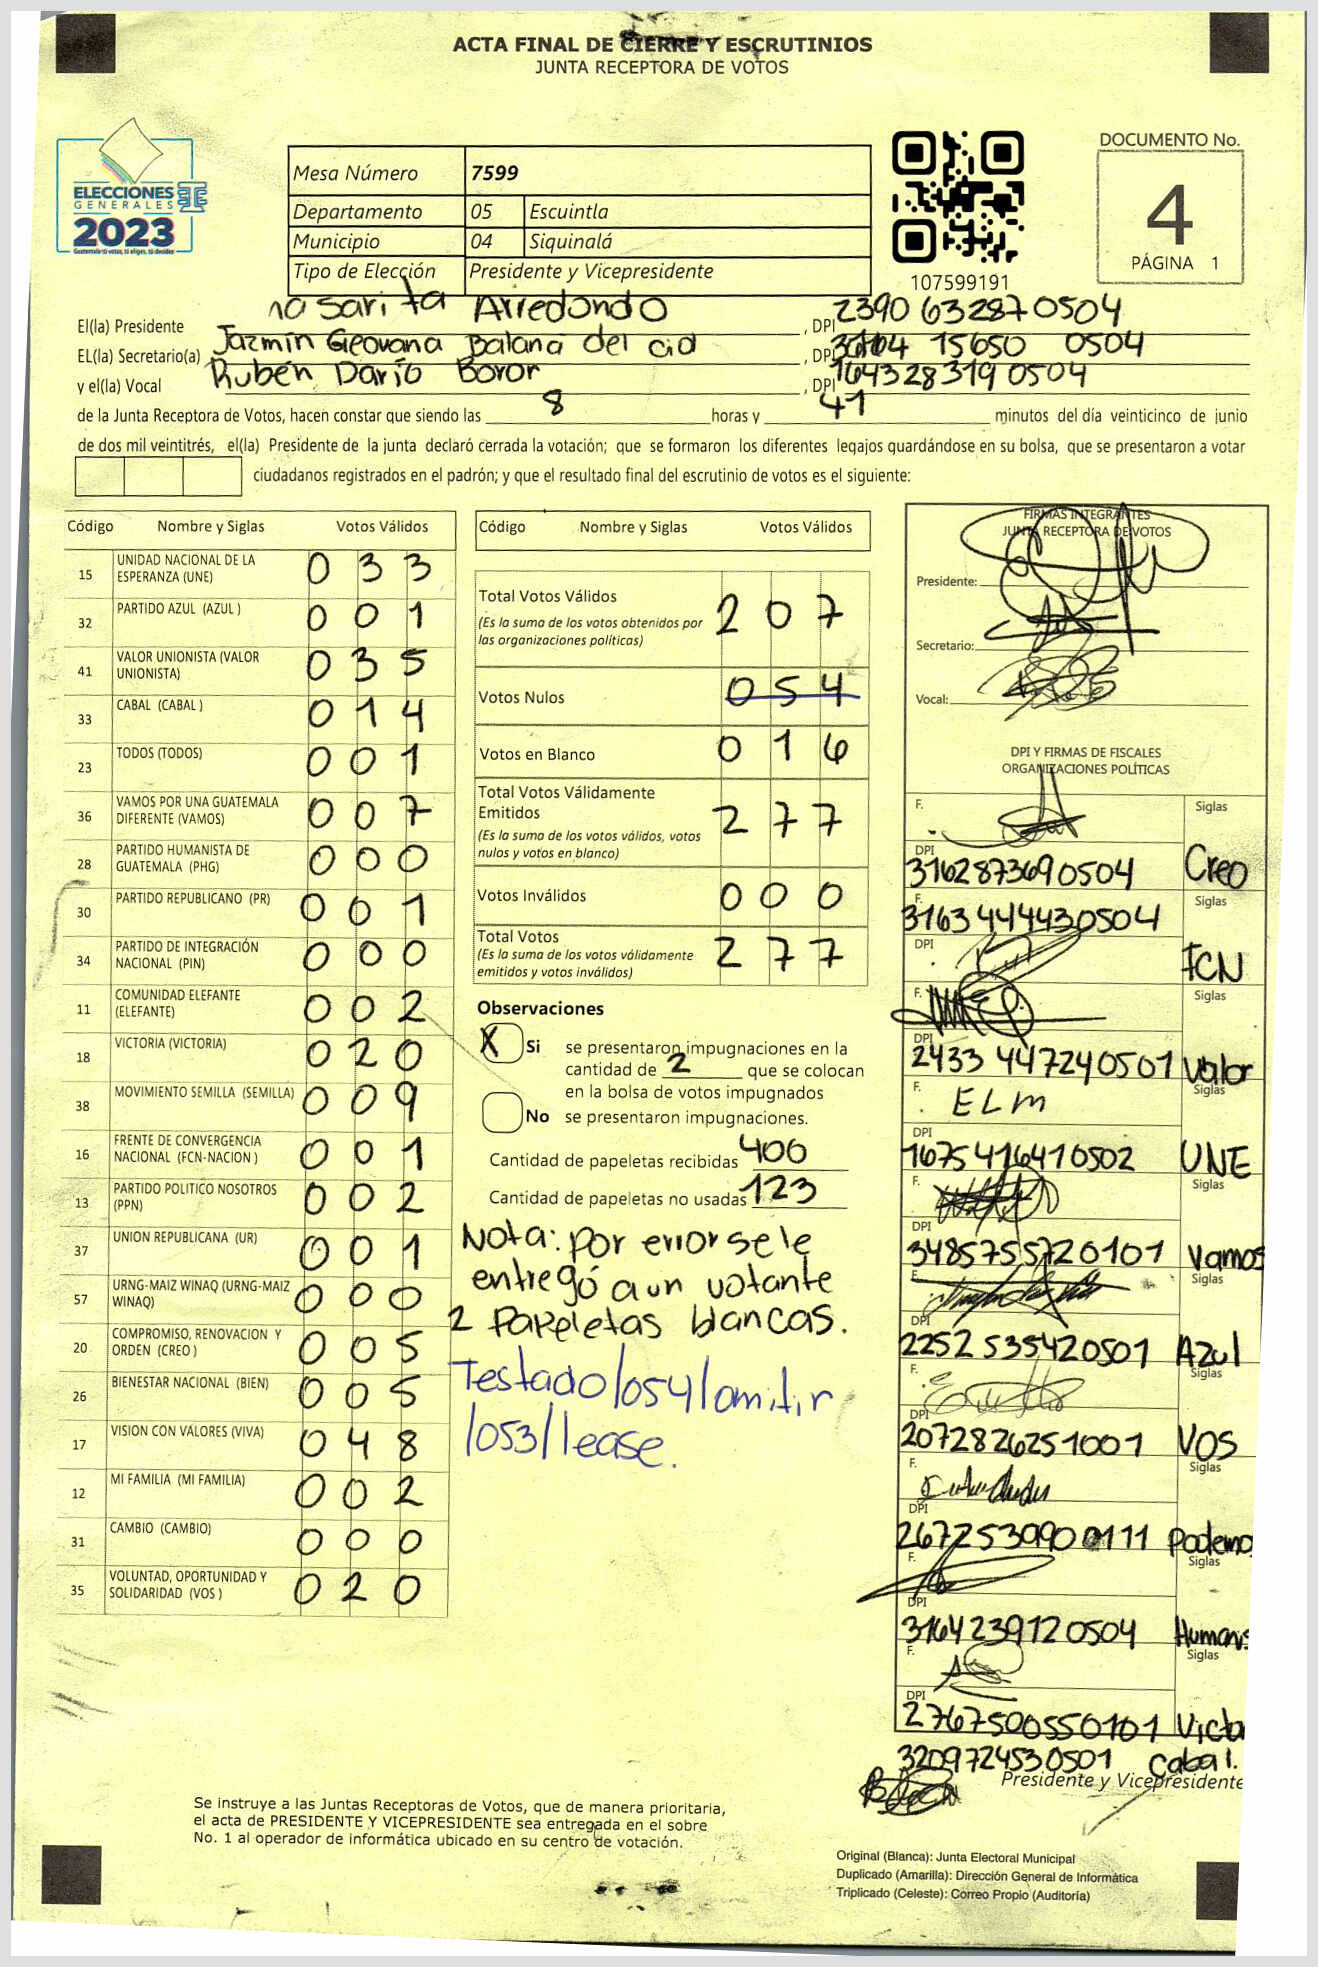 ACTA FINAL DE CIERRE Y ESCRUTINIOS
JUNTA RECEPTORA DE VOTOS
DOCUMENTO No.
4
PÁGINA 1
ELECCIONES
GENERALES
2023
Guatemala tú votas, tú eliges, tú decides
Mesa Número 7599
Departamento 05 Escuintla
Municipio 04 Siquinalá
Tipo de Elección Presidente y Vicepresidente
107599191
El(la) Presidente na Sarita Arredondo , DPI 2390 63287 0504
EL(la) Secretario(a) Jazmín Geovana Balana del cid , DPI 15650 0504
y el(la) Vocal Rubén Darío Boror , DPI 164328319 0504
de la Junta Receptora de Votos, hacen constar que siendo las 8 horas y 41 minutos del día veinticinco de junio
de dos mil veintitrés, el(la) Presidente de la junta declaró cerrada la votación; que se formaron los diferentes legajos guardándose en su bolsa, que se presentaron a votar
ciudadanos registrados en el padrón; y que el resultado final del escrutinio de votos es el siguiente:
Código Nombre y Siglas Votos Válidos
15 UNIDAD NACIONAL DE LA ESPERANZA (UNE) 0 3 3
32 PARTIDO AZUL (AZUL ) 0 0 1
41 VALOR UNIONISTA (VALOR UNIONISTA) 0 3 5
33 CABAL (CABAL ) 0 1 4
23 TODOS (TODOS) 0 0 1
36 VAMOS POR UNA GUATEMALA DIFERENTE (VAMOS) 0 0 7
28 PARTIDO HUMANISTA DE GUATEMALA (PHG) 0 0 0
30 PARTIDO REPUBLICANO (PR) 0 0 1
34 PARTIDO DE INTEGRACIÓN NACIONAL (PIN) 0 0 0
11 COMUNIDAD ELEFANTE (ELEFANTE) 0 0 2
18 VICTORIA (VICTORIA) 0 2 0
38 MOVIMIENTO SEMILLA (SEMILLA) 0 0 9
16 FRENTE DE CONVERGENCIA NACIONAL (FCN-NACION ) 0 0 1
13 PARTIDO POLITICO NOSOTROS (PPN) 0 0 2
37 UNION REPUBLICANA (UR) 0 0 1
57 URNG-MAIZ WINAQ (URNG-MAIZ WINAQ) 0 0 0
20 COMPROMISO, RENOVACION Y ORDEN (CREO ) 0 0 5
26 BIENESTAR NACIONAL (BIEN) 0 0 5
17 VISION CON VALORES (VIVA) 0 4 8
12 MI FAMILIA (MI FAMILIA) 0 0 2
31 CAMBIO (CAMBIO) 0 0 0
35 VOLUNTAD, OPORTUNIDAD Y SOLIDARIDAD (VOS ) 0 2 0
Código Nombre y Siglas Votos Válidos
Total Votos Válidos 2 0 7
(Es la suma de los votos obtenidos por
las organizaciones políticas)
Votos Nulos 0 5 4
Votos en Blanco 0 1 6
Total Votos Válidamente
Emitidos 2 7 7
(Es la suma de los votos válidos, votos
nulos y votos en blanco)
Votos Inválidos 0 0 0
Total Votos 2 7 7
(Es la suma de los votos válidamente
emitidos y votos inválidos)
Observaciones
X Si se presentaron impugnaciones en la
cantidad de 2 que se colocan
en la bolsa de votos impugnados
No se presentaron impugnaciones.
Cantidad de papeletas recibidas 400
Cantidad de papeletas no usadas 123
Nota: por error se le
entregó a un votante
2 Papeletas blancas.
Testado/054/omitir
/053/lease.
FIRMAS INTEGRANTES
JUNTA RECEPTORA DE VOTOS
Presidente:
Secretario:
Vocal:
DPI Y FIRMAS DE FISCALES
ORGANIZACIONES POLÍTICAS
F. Siglas
DPI
3162873690504 Creo
F. Siglas
3163444430504
DPI FCN
F. Siglas
DPI
2433 447240501 Valor
F. ELM Siglas
DPI
1675416410502 UNE
F. Siglas
DPI
3485755720101 Vamos
F. Siglas
DPI
2252 535420501 Azul
F. Siglas
DPI
2072826251001 VOS
F. Siglas
DPI
2672530990 0111 Podemo
F. Siglas
DPI
3164239120504 Humanis
F. Siglas
DPI
2767500550101 Victo
3209724530501 Cabal.
Presidente y Vicepresidente
Se instruye a las Juntas Receptoras de Votos, que de manera prioritaria,
el acta de PRESIDENTE Y VICEPRESIDENTE sea entregada en el sobre
No. 1 al operador de informática ubicado en su centro de votación.
Original (Blanca): Junta Electoral Municipal
Duplicado (Amarilla): Dirección General de Informática
Triplicado (Celeste): Correo Propio (Auditoría)